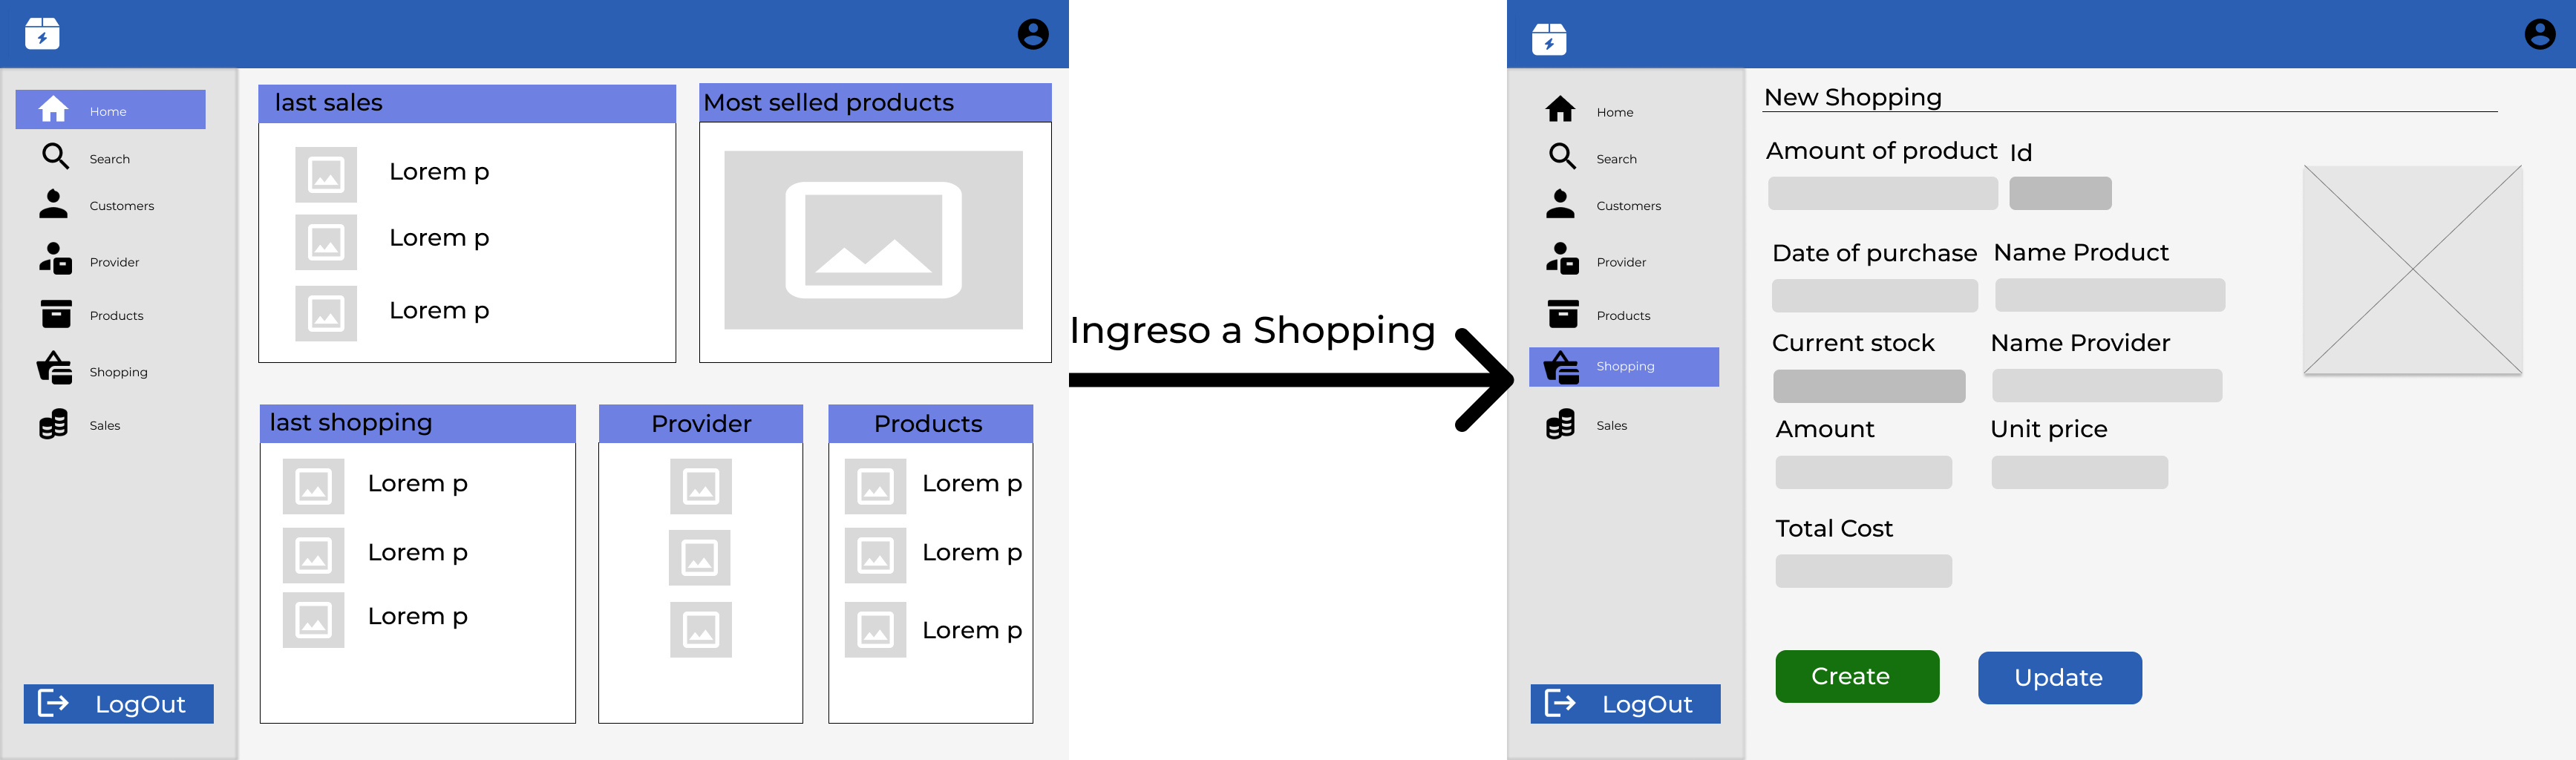 Home
Search
Customers
Provider
Products
Shopping
Sales
LogOut
last sales
Lorem p
Lorem p
Lorem p
Most selled products
last shopping
Lorem p
Lorem p
Lorem p
Provider
Products
Lorem p
Lorem p
Lorem p
Ingreso a Shopping
Home
Search
Customers
Provider
Products
Shopping
Sales
LogOut
New Shopping
Amount of product Id
Date of purchase Name Product
Current stock Name Provider
Amount Unit price
Total Cost
Create Update